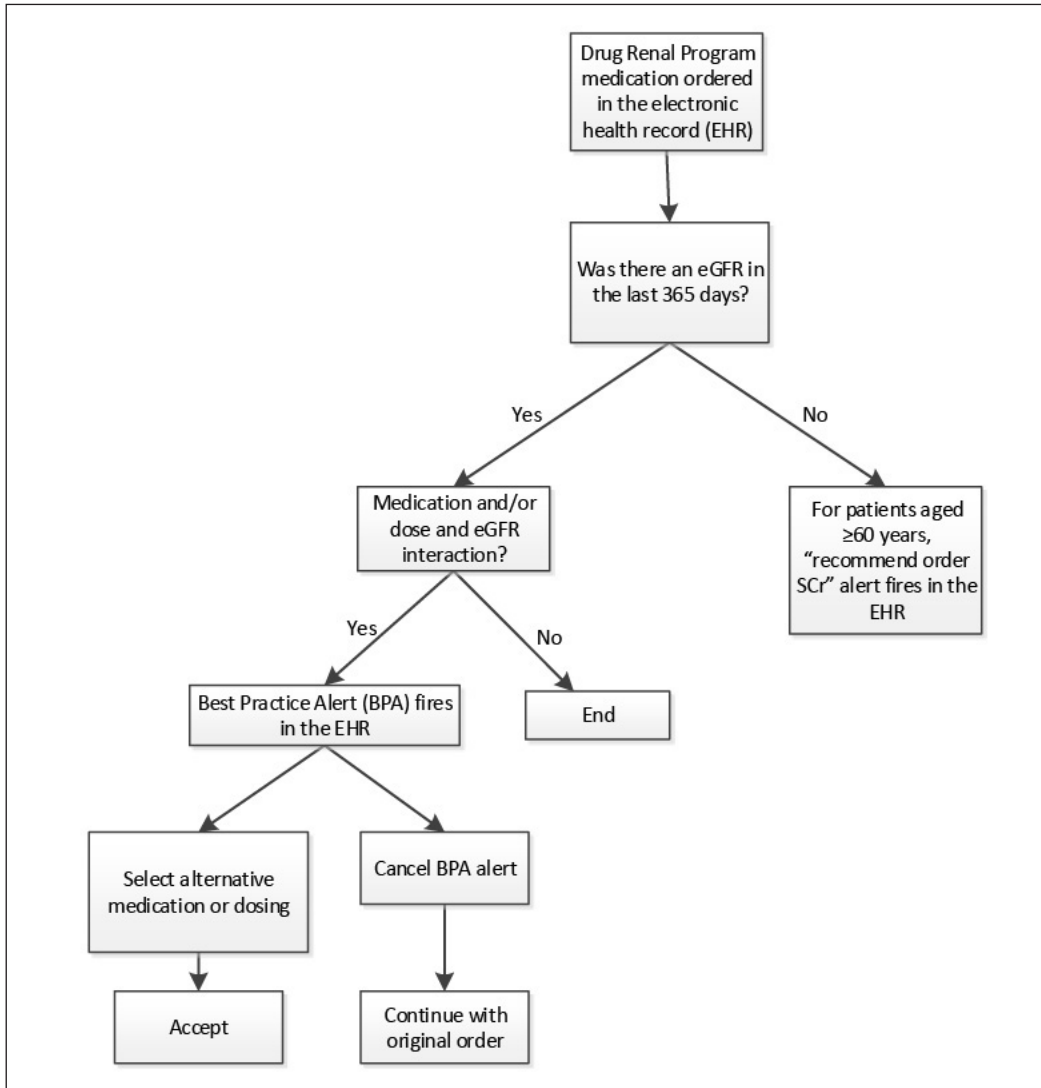 Drug Renal Program
medication ordered
in the electronic
health record (EHR)
Was there an eGFR in
the last 365 days?
Yes
No
Medication and/or
dose and eGFR
interaction?
For patients aged
≥60 years,
“recommend order
SCr” alert fires in the
EHR
Yes
No
Best Practice Alert (BPA) fires
in the EHR
End
Select alternative
medication or dosing
Cancel BPA alert
Accept
Continue with
original order